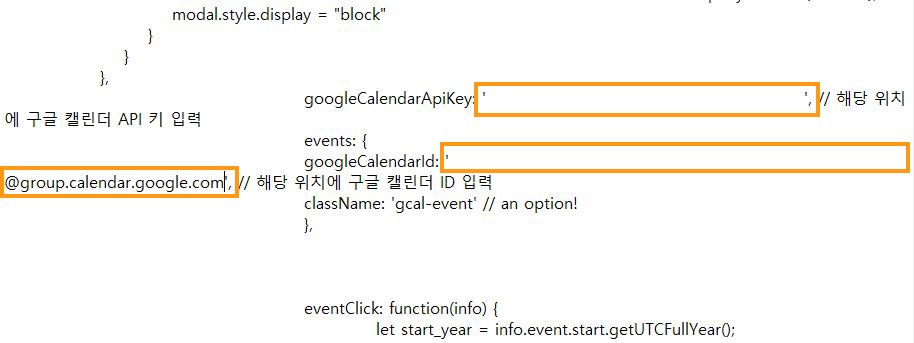 modal.style.display = "block"
}
}
},
googleCalendarApiKey: ' ', // 해당 위치
에 구글 캘린더 API 키 입력
events: {
googleCalendarId: '
@group.calendar.google.com', // 해당 위치에 구글 캘린더 ID 입력
className: 'gcal-event' // an option!
},
eventClick: function(info) {
let start_year = info.event.start.getUTCFullYear();